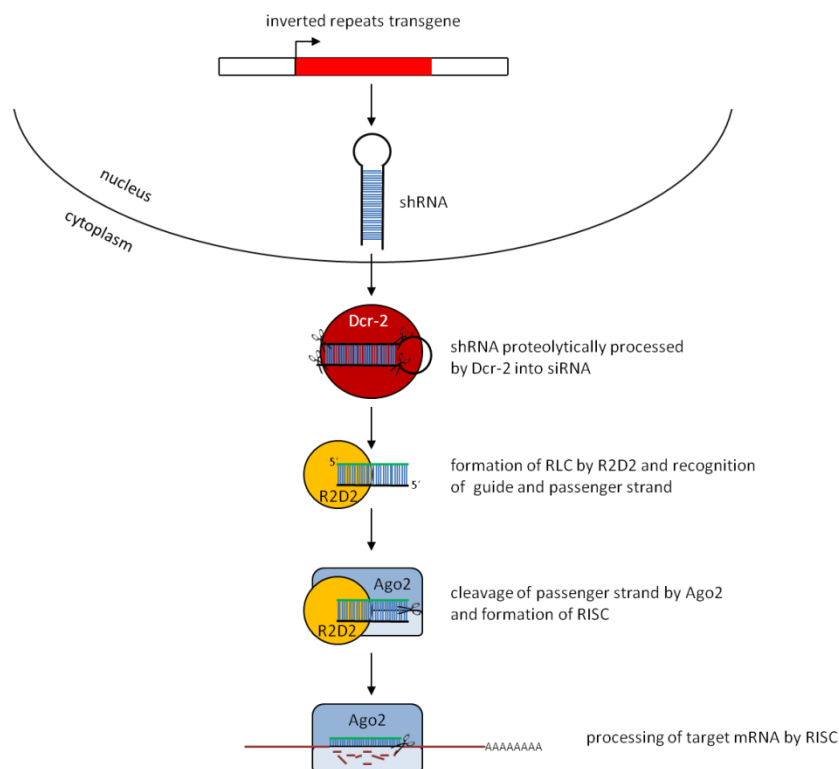 inverted repeats transgene
nucleus
cytoplasm
shRNA
Dcr-2
shRNA proteolytically processed
by Dcr-2 into siRNA
5´
5´
R2D2
formation of RLC by R2D2 and recognition
of guide and passenger strand
Ago2
R2D2
cleavage of passenger strand by Ago2
and formation of RISC
Ago2
AAAAAAAA
processing of target mRNA by RISC